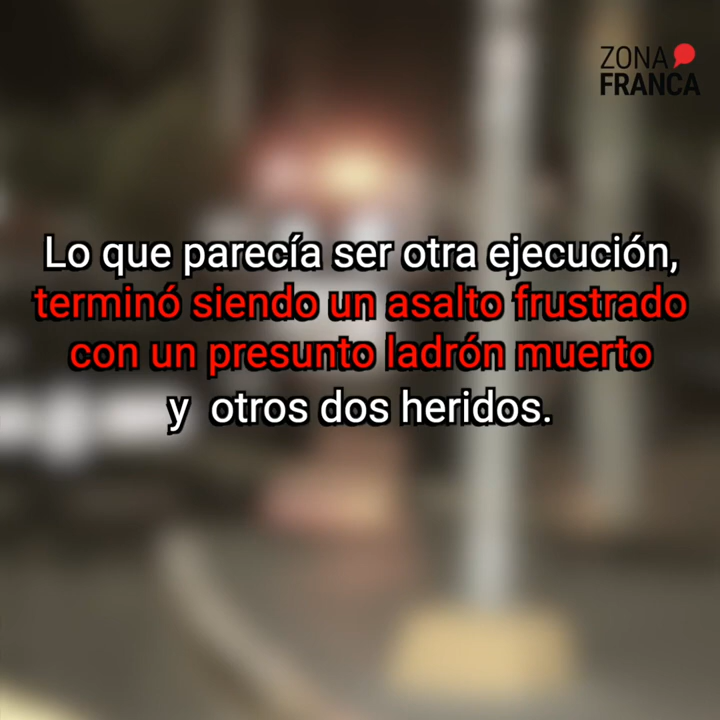 ZONA
FRANCA
Lo que parecía ser otra ejecución,
terminó siendo un asalto frustrado
con un presunto ladrón muerto
y otros dos heridos.